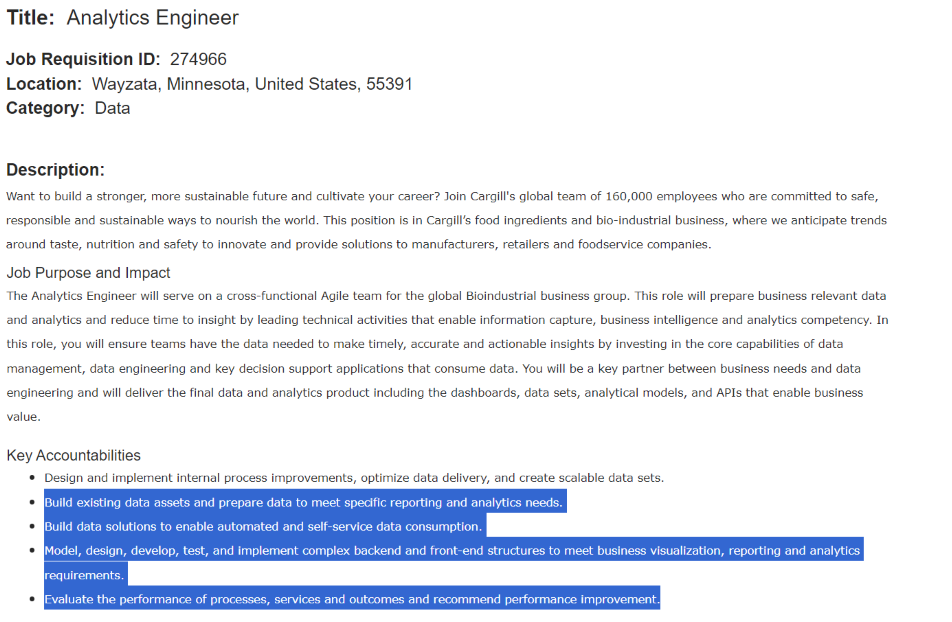 Title: Analytics Engineer
Job Requisition ID: 274966
Location: Wayzata, Minnesota, United States, 55391
Category: Data
Description:
Want to build a stronger, more sustainable future and cultivate your career? Join Cargill's global team of 160,000 employees who are committed to safe,
responsible and sustainable ways to nourish the world. This position is in Cargill’s food ingredients and bio-industrial business, where we anticipate trends
around taste, nutrition and safety to innovate and provide solutions to manufacturers, retailers and foodservice companies.
Job Purpose and Impact
The Analytics Engineer will serve on a cross-functional Agile team for the global Bioindustrial business group. This role will prepare business relevant data
and analytics and reduce time to insight by leading technical activities that enable information capture, business intelligence and analytics competency. In
this role, you will ensure teams have the data needed to make timely, accurate and actionable insights by investing in the core capabilities of data
management, data engineering and key decision support applications that consume data. You will be a key partner between business needs and data
engineering and will deliver the final data and analytics product including the dashboards, data sets, analytical models, and APIs that enable business
value.
Key Accountabilities
• Design and implement internal process improvements, optimize data delivery, and create scalable data sets.
• Build existing data assets and prepare data to meet specific reporting and analytics needs.
• Build data solutions to enable automated and self-service data consumption.
• Model, design, develop, test, and implement complex backend and front-end structures to meet business visualization, reporting and analytics
requirements.
• Evaluate the performance of processes, services and outcomes and recommend performance improvement.